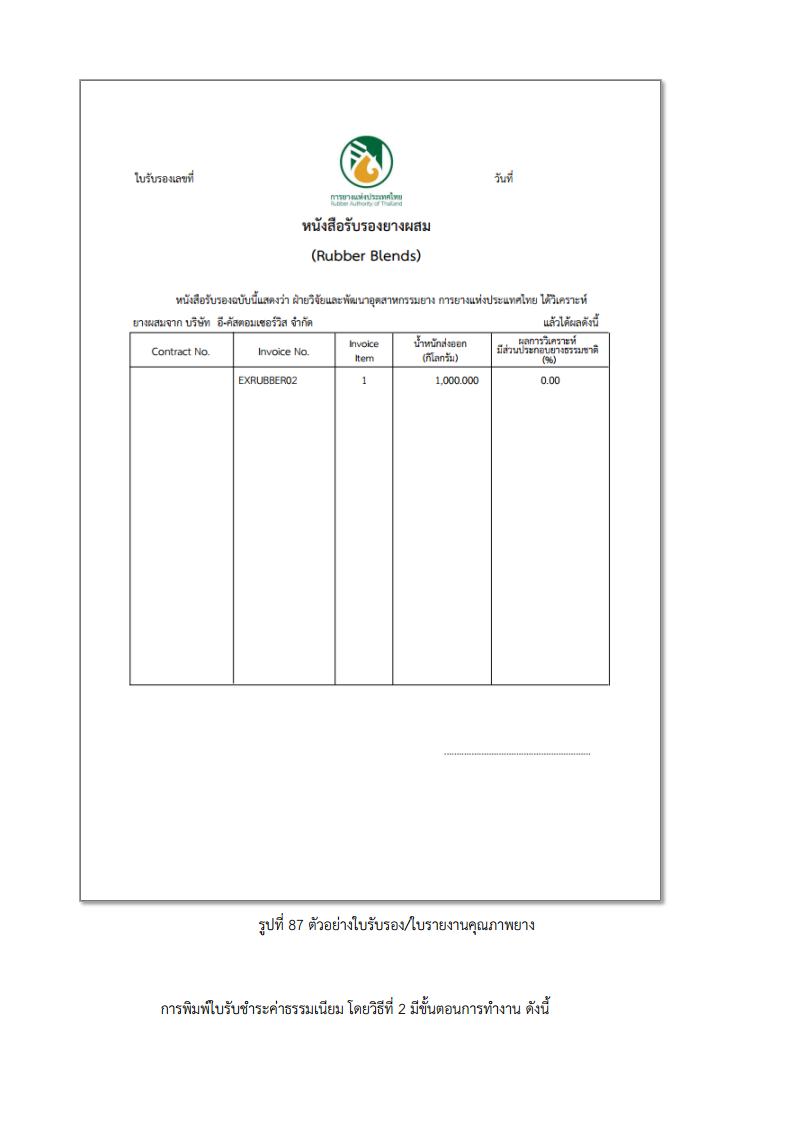 ใบรับรองเลขที่ วันที่
การยางแห่งประเทศไทย
Rubber Authority of Thailand
หนังสือรับรองยางผสม
(Rubber Blends)
หนังสือรับรองฉบับนี้แสดงว่า ฝ่ายวิจัยและพัฒนาอุตสาหกรรมยาง การยางแห่งประเทศไทย ได้วิเคราะห์
ยางผสมจาก บริษัท อี-คัสตอมเซอร์วิส จำกัด แล้วได้ผลดังนี้
Contract No.
Invoice No.
Invoice
Item
น้ำหนักส่งออก
(กิโลกรัม)
ผลการวิเคราะห์
มีส่วนประกอบยางธรรมชาติ
(%)
EXRUBBER02 1 1,000.000 0.00
รูปที่ 87 ตัวอย่างใบรับรอง/ใบรายงานคุณภาพยาง
การพิมพ์ใบรับชำระค่าธรรมเนียม โดยวิธีที่ 2 มีขั้นตอนการทำงาน ดังนี้